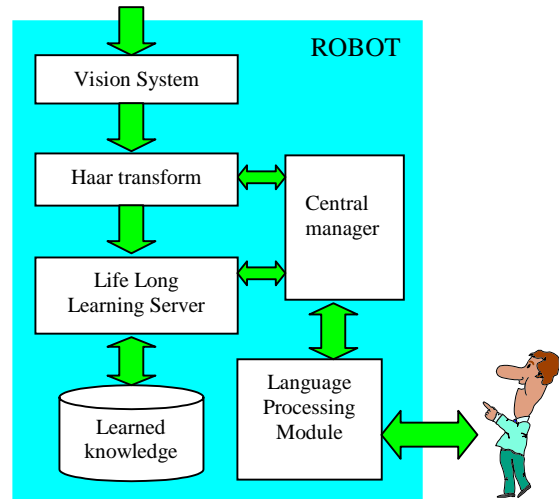 ROBOT
Vision System
Haar transform
Central
manager
Life Long
Learning Server
Language
Processing
Module
Learned
knowledge